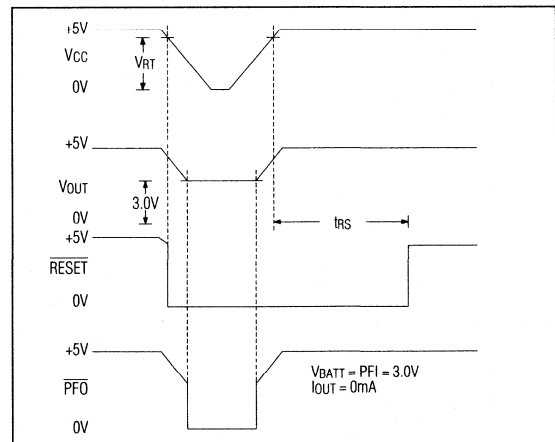 +5V
VCC
VRT
0V
+5V
VOUT
3.0V
0V
tRS
+5V
RESET
0V
+5V
VBATT = PFI = 3.0V
PFO
IOUT = 0mA
0V